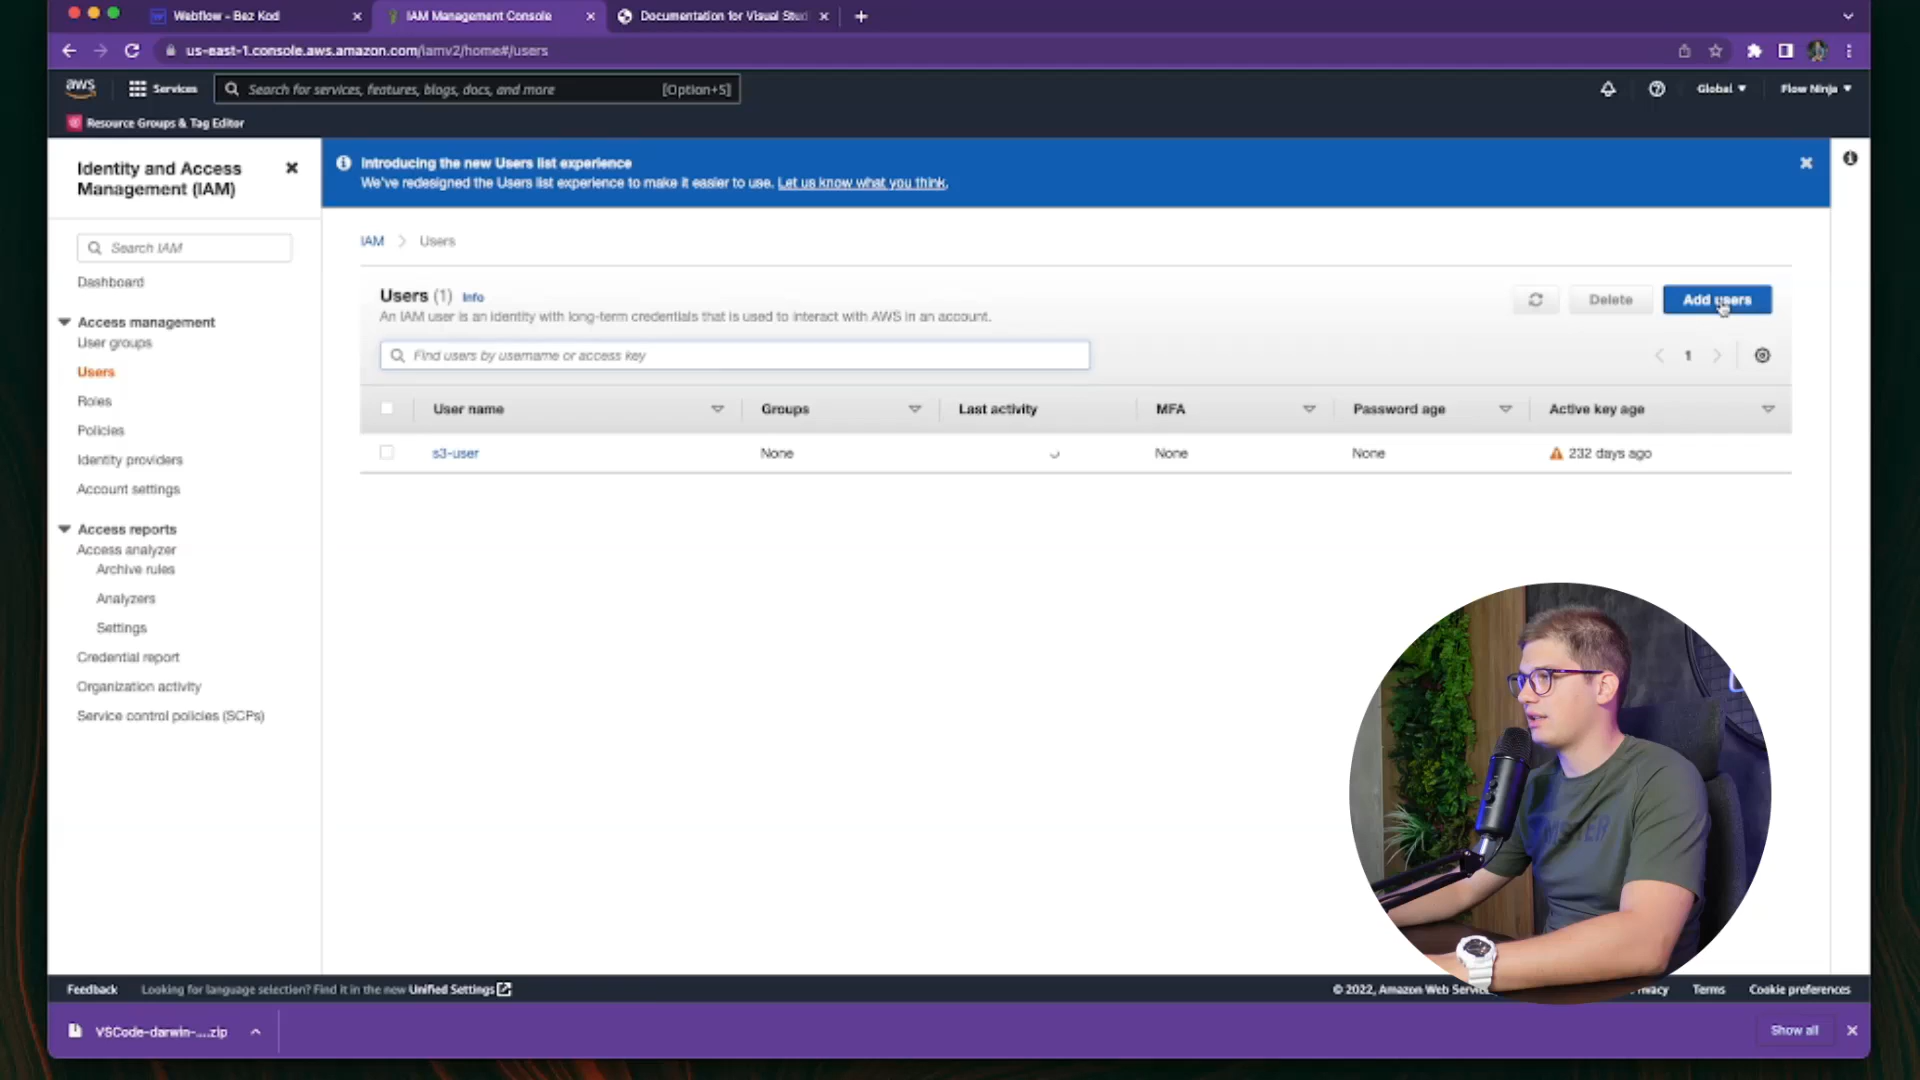 Webflow - Bez Kod
IAM Management Console
Documentation for Visual Stu
us-east-1.console.aws.amazon.com/iamv2/home#/users
aws
Services
Search for services, features, blogs, docs, and more
[Option+S]
Global
Flow Ninja
Resource Groups & Tag Editor
Identity and Access
Management (IAM)
Search IAM
Dashboard
Access management
User groups
Users
Roles
Policies
Identity providers
Account settings
Access reports
Access analyzer
Archive rules
Analyzers
Settings
Credential report
Organization activity
Service control policies (SCPs)
Introducing the new Users list experience
We've redesigned the Users list experience to make it easier to use. Let us know what you think.
IAM > Users
Users (1) Info
An IAM user is an identity with long-term credentials that is used to interact with AWS in an account.
Delete
Add users
Find users by username or access key
1
User name Groups Last activity MFA Password age Active key age
s3-user None None None 232 days ago
Feedback Looking for language selection? Find it in the new Unified Settings
© 2022, Amazon Web
Terms
Cookie preferences
VSCode-darwin-....zip
Show all